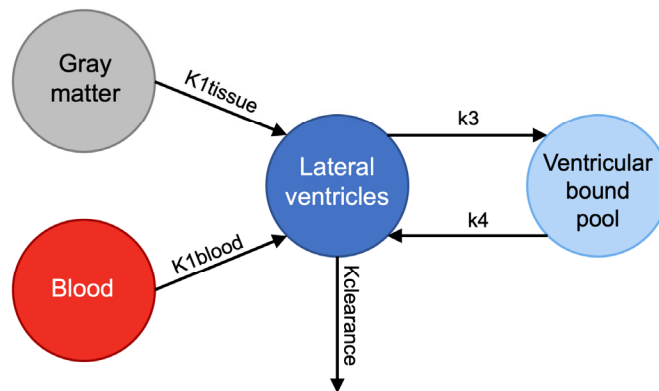 Gray
matter
K1tissue
Lateral
ventricles
k3
Ventricular
bound
pool
k4
K1blood
Blood
Kclearance